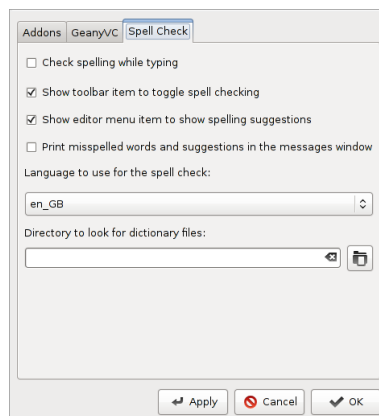 Addons GeanyVC Spell Check
Check spelling while typing
Show toolbar item to toggle spell checking
Show editor menu item to show spelling suggestions
Print misspelled words and suggestions in the messages window
Language to use for the spell check:
en_GB
Directory to look for dictionary files:
Apply Cancel OK